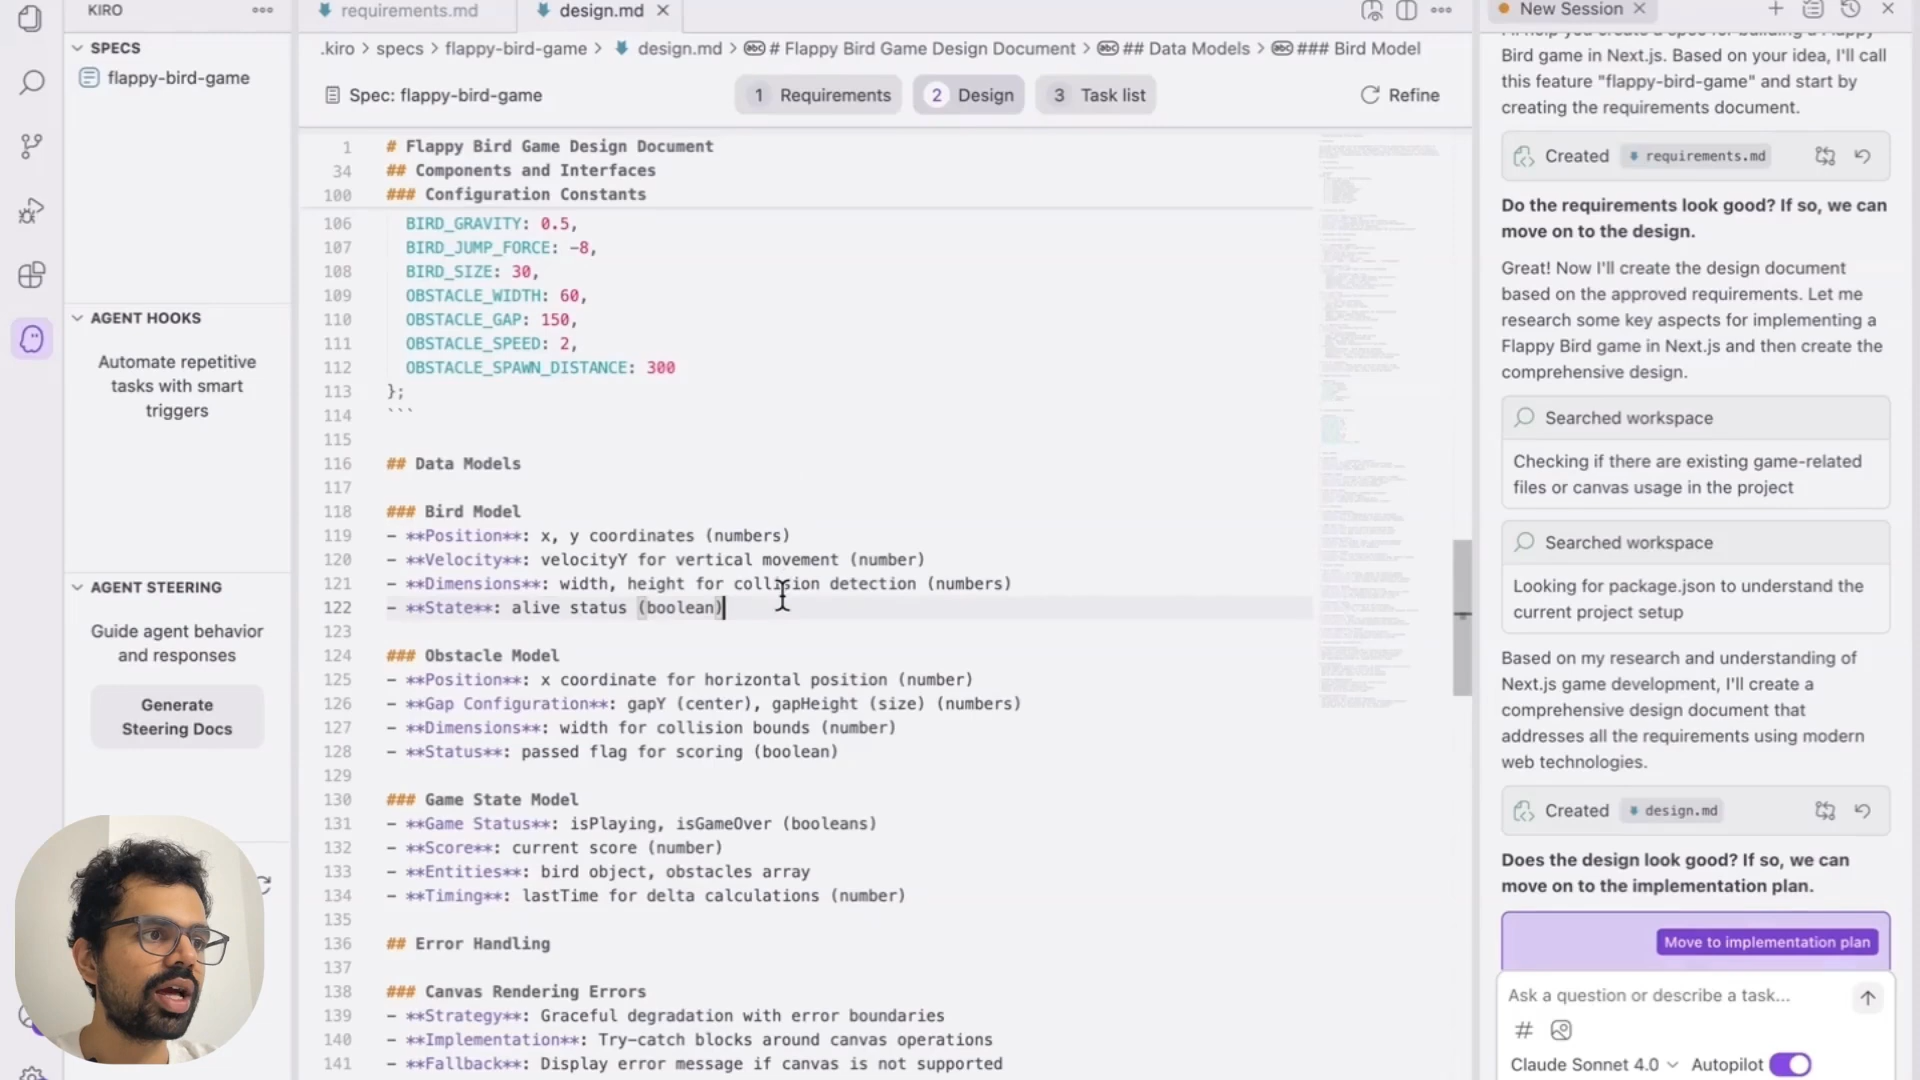 KIRO
SPECS
flappy-bird-game
AGENT HOOKS
Automate repetitive
tasks with smart
triggers
AGENT STEERING
Guide agent behavior
and responses
Generate
Steering Docs
requirements.md
design.md
.kiro > specs > flappy-bird-game > design.md > # Flappy Bird Game Design Document > ## Data Models > ### Bird Model
Spec: flappy-bird-game
1 Requirements
2 Design
3 Task list
Refine
1 # Flappy Bird Game Design Document
34 ## Components and Interfaces
100 ### Configuration Constants
106 BIRD_GRAVITY: 0.5,
107 BIRD_JUMP_FORCE: -8,
108 BIRD_SIZE: 30,
109 OBSTACLE_WIDTH: 60,
110 OBSTACLE_GAP: 150,
111 OBSTACLE_SPEED: 2,
112 OBSTACLE_SPAWN_DISTANCE: 300
113 };
114 ```
115
116 ## Data Models
117
118 ### Bird Model
119 - **Position**: x, y coordinates (numbers)
120 - **Velocity**: velocityY for vertical movement (number)
121 - **Dimensions**: width, height for collision detection (numbers)
122 - **State**: alive status (boolean)
123
124 ### Obstacle Model
125 - **Position**: x coordinate for horizontal position (number)
126 - **Gap Configuration**: gapY (center), gapHeight (size) (numbers)
127 - **Dimensions**: width for collision bounds (number)
128 - **Status**: passed flag for scoring (boolean)
129
130 ### Game State Model
131 - **Game Status**: isPlaying, isGameOver (booleans)
132 - **Score**: current score (number)
133 - **Entities**: bird object, obstacles array
134 - **Timing**: lastTime for delta calculations (number)
135
136 ## Error Handling
137
138 ### Canvas Rendering Errors
139 - **Strategy**: Graceful degradation with error boundaries
140 - **Implementation**: Try-catch blocks around canvas operations
141 - **Fallback**: Display error message if canvas is not supported
New Session
Bird game in Next.js. Based on your idea, I'll call
this feature "flappy-bird-game" and start by
creating the requirements document.
Created requirements.md
Do the requirements look good? If so, we can
move on to the design.
Great! Now I'll create the design document
based on the approved requirements. Let me
research some key aspects for implementing a
Flappy Bird game in Next.js and then create the
comprehensive design.
Searched workspace
Checking if there are existing game-related
files or canvas usage in the project
Searched workspace
Looking for package.json to understand the
current project setup
Based on my research and understanding of
Next.js game development, I'll create a
comprehensive design document that
addresses all the requirements using modern
web technologies.
Created design.md
Does the design look good? If so, we can
move on to the implementation plan.
Move to implementation plan
Ask a question or describe a task...
Claude Sonnet 4.0
Autopilot